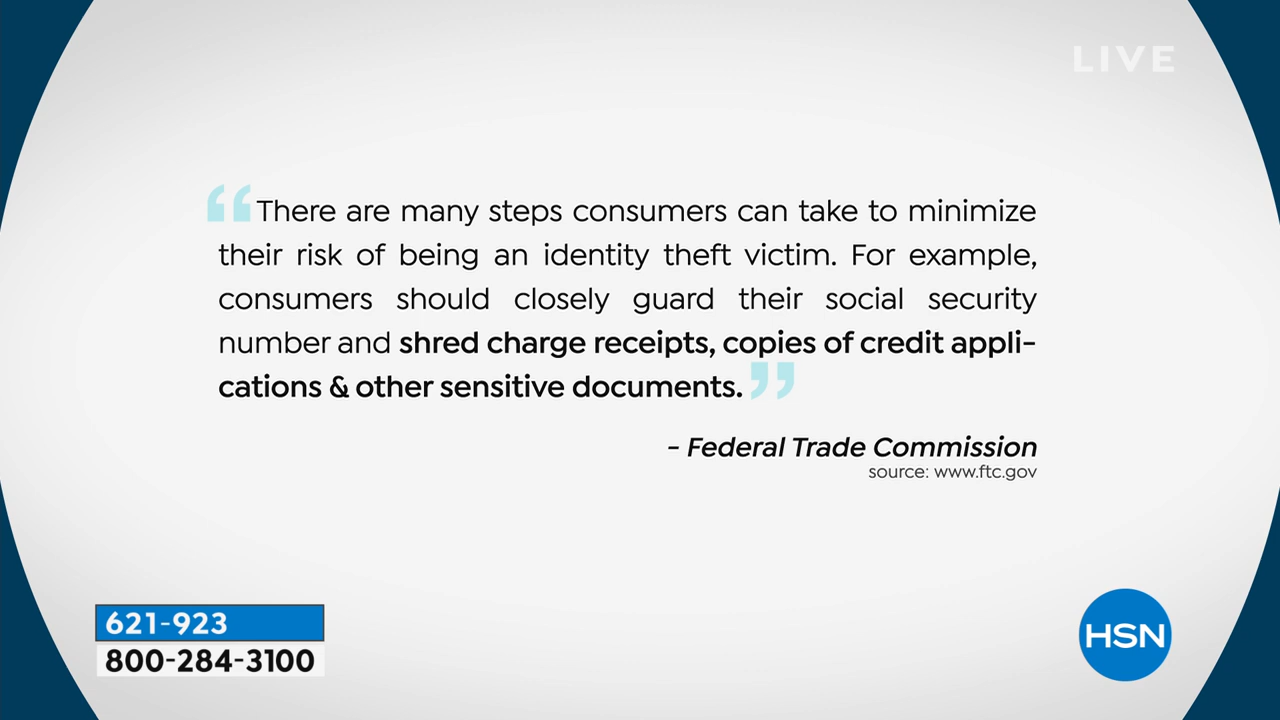 LIVE
“There are many steps consumers can take to minimize
their risk of being an identity theft victim. For example,
consumers should closely guard their social security
number and shred charge receipts, copies of credit appli-
cations & other sensitive documents.”
- Federal Trade Commission
source: www.ftc.gov
621-923
800-284-3100
HSN